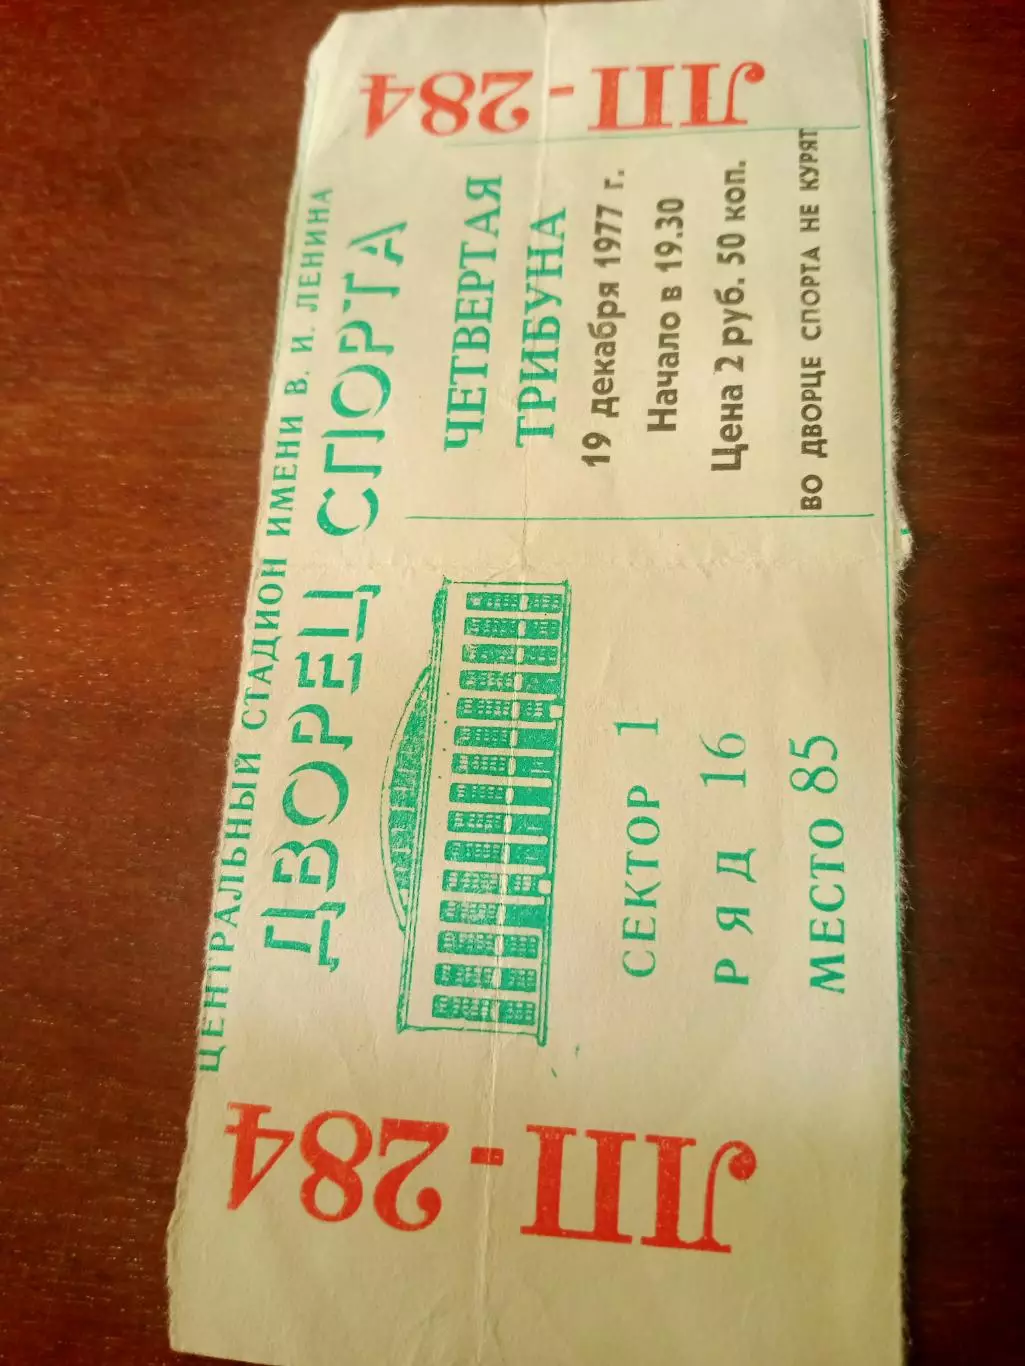 ЦЕНТРАЛЬНЫЙ СТАДИОН ИМЕНИ В. И. ЛЕНИНА
ДВОРЕЦ СПОРТА
ЛП-284
СЕКТОР 1
РЯД 16
МЕСТО 85
ЧЕТВЕРТАЯ
ТРИБУНА
19 декабря 1977 г.
Начало в 19.30
Цена 2 руб. 50 коп.
ВО ДВОРЦЕ СПОРТА НЕ КУРЯТ
ЛП-284